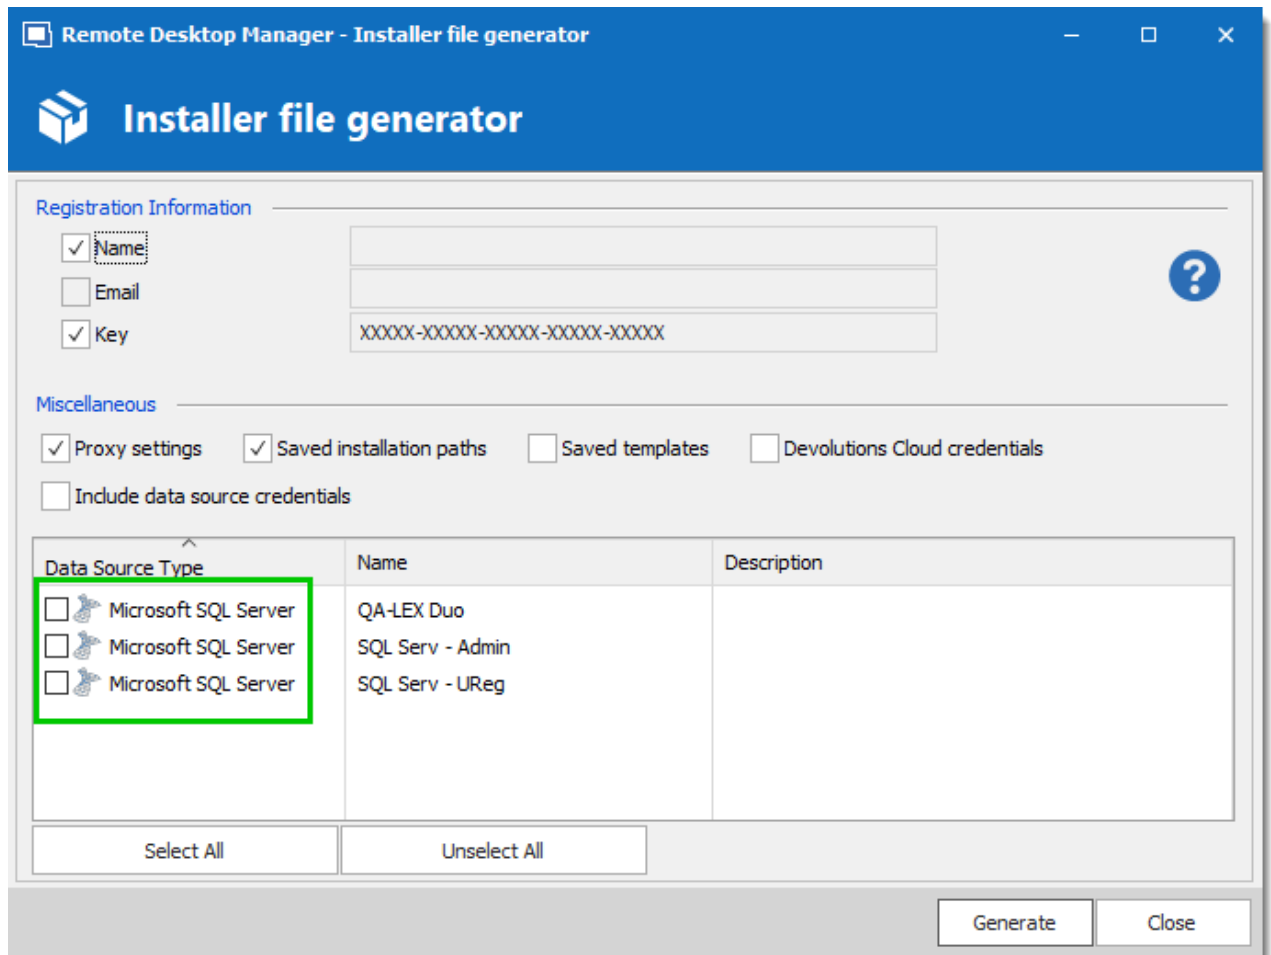 Remote Desktop Manager - Installer file generator
Installer file generator
Registration Information
Name
Email
Key XXXXX-XXXXX-XXXXX-XXXXX-XXXXX
Miscellaneous
Proxy settings Saved installation paths Saved templates Devolutions Cloud credentials
Include data source credentials
Data Source Type Name Description
Microsoft SQL Server QA-LEX Duo
Microsoft SQL Server SQL Serv - Admin
Microsoft SQL Server SQL Serv - UReg
Select All Unselect All
Generate Close